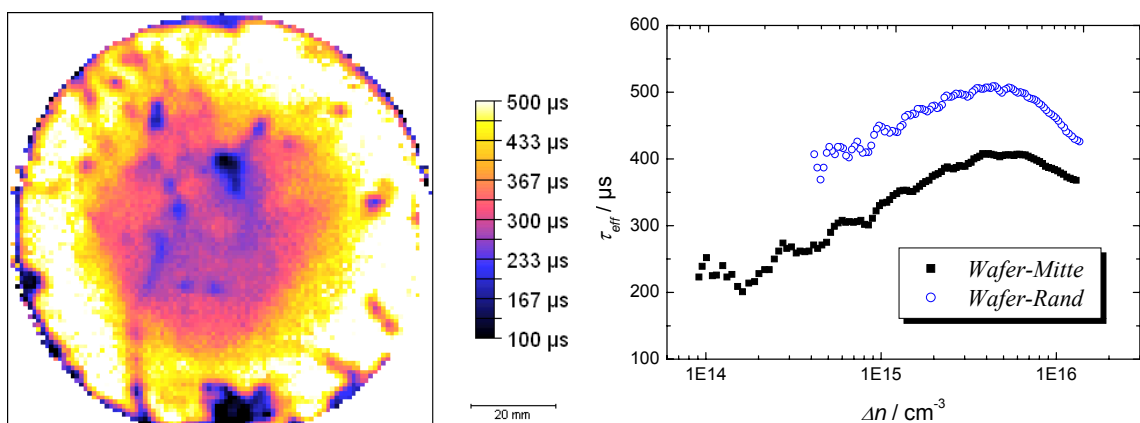 500 µs
433 µs
367 µs
300 µs
233 µs
167 µs
100 µs
20 mm
600
500
400
300
200
100
τeff / µs
Wafer-Mitte
Wafer-Rand
1E14
1E15
1E16
Δn / cm-3